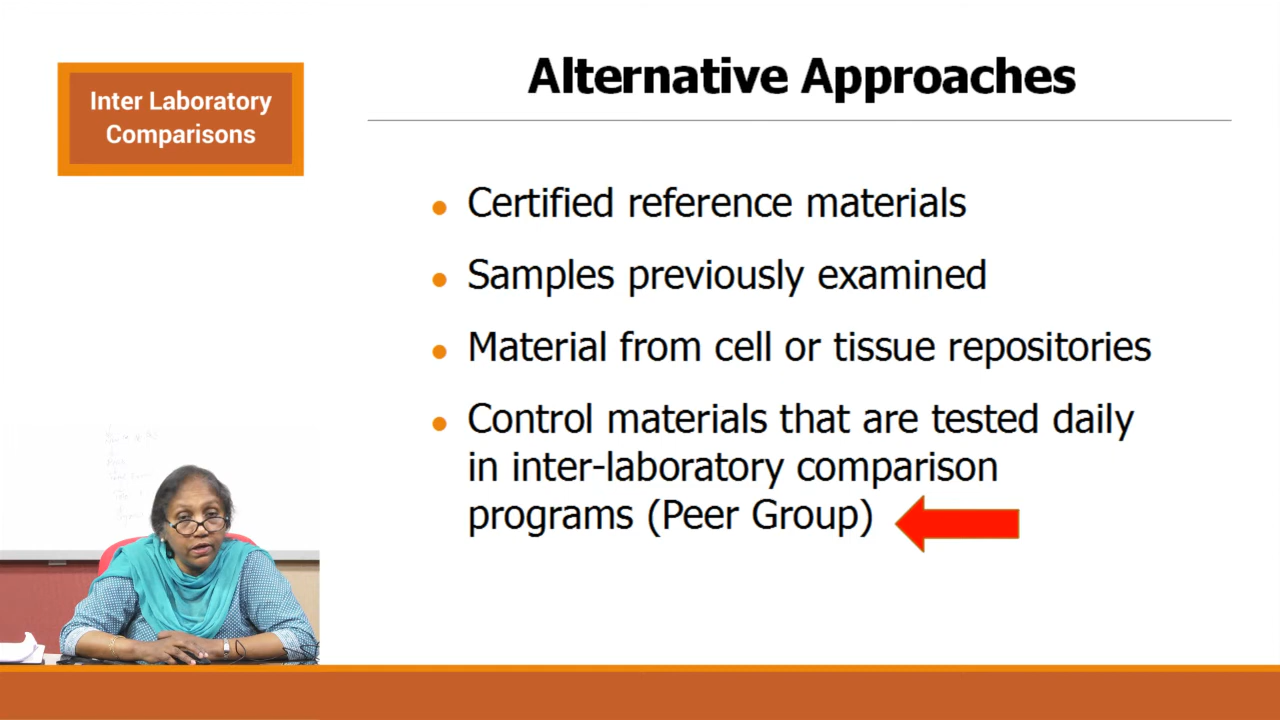 Inter Laboratory
Comparisons
Alternative Approaches
Certified reference materials
Samples previously examined
Material from cell or tissue repositories
Control materials that are tested daily
in inter-laboratory comparison
programs (Peer Group)